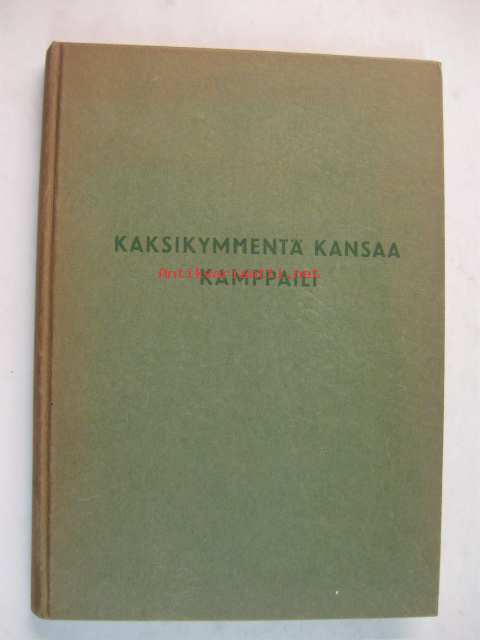 KAKSIKYMMENTÄ KANSAA
Antikvariaatti.net
KAMPPAILI